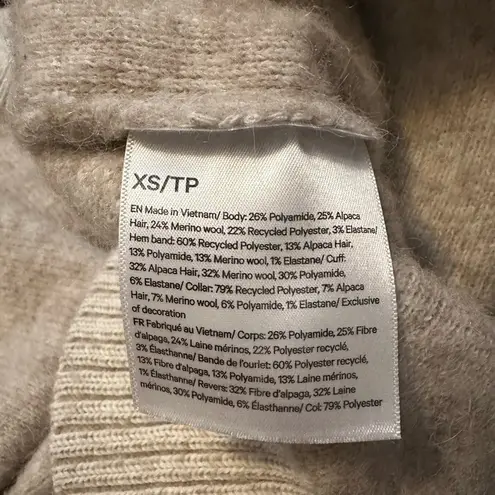 XS/TP
EN Made in Vietnam/ Body: 26% Polyamide, 25% Alpaca
Hair, 24% Merino wool, 22% Recycled Polyester, 3% Elastane/
Hem band: 60% Recycled Polyester, 13% Alpaca Hair,
13% Polyamide, 13% Merino wool, 1% Elastane/ Cuff:
32% Alpaca Hair, 32% Merino wool, 30% Polyamide,
6% Elastane/ Collar: 79% Recycled Polyester, 7% Alpaca
Hair, 7% Merino wool, 6% Polyamide, 1% Elastane/ Exclusive
of decoration
FR Fabriqué au Vietnam/ Corps: 26% Polyamide, 25% Fibre
d'alpaga, 24% Laine mérinos, 22% Polyester recyclé,
3% Élasthanne/ Bande de l'ourlet: 60% Polyester recyclé,
13% Fibre d'alpaga, 13% Polyamide, 13% Laine mérinos,
1% Élasthanne/ Revers: 32% Fibre d'alpaga, 32% Laine
mérinos, 30% Polyamide, 6% Élasthanne/ Col: 79% Polyester